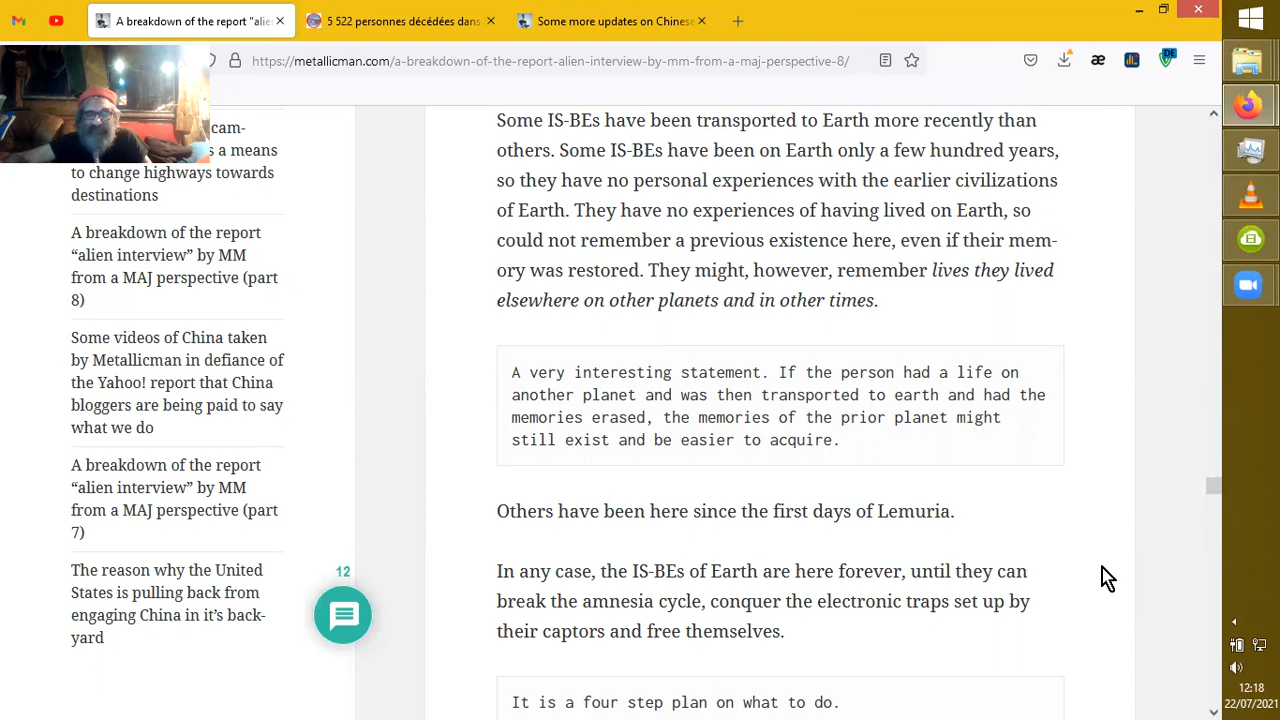 A breakdown of the report "alie
5 522 personnes décédées dans
Some more updates on Chinese
https://metallicman.com/a-breakdown-of-the-r
alien-interview-by-mm-from-a-maj-perspective-8/
DE
cam-
s a means
to change highways towards
destinations
A breakdown of the report
“alien interview” by MM
from a MAJ perspective (part
8)
Some videos of China taken
by Metallicman in defiance of
the Yahoo! report that China
bloggers are being paid to say
what we do
A breakdown of the report
“alien interview” by MM
from a MAJ perspective (part
7)
The reason why the United
States is pulling back from
engaging China in it’s back-
yard
12
Some IS-BEs have been transported to Earth more recently than
others. Some IS-BEs have been on Earth only a few hundred years,
so they have no personal experiences with the earlier civilizations
of Earth. They have no experiences of having lived on Earth, so
could not remember a previous existence here, even if their mem-
ory was restored. They might, however, remember lives they lived
elsewhere on other planets and in other times.
A very interesting statement. If the person had a life on
another planet and was then transported to earth and had the
memories erased, the memories of the prior planet might
still exist and be easier to acquire.
Others have been here since the first days of Lemuria.
In any case, the IS-BEs of Earth are here forever, until they can
break the amnesia cycle, conquer the electronic traps set up by
their captors and free themselves.
It is a four step plan on what to do.
12:18
22/07/2021